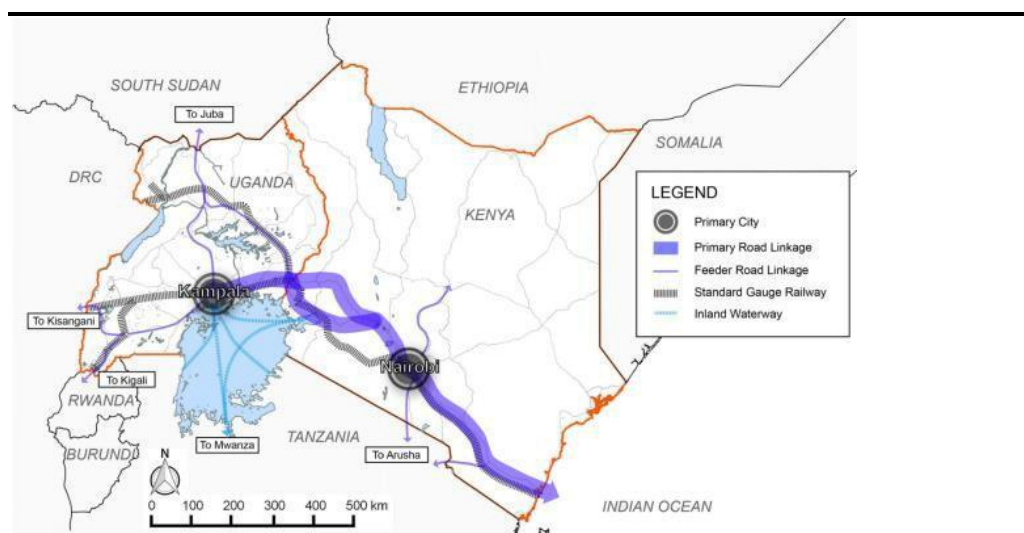 SOUTH SUDAN
ETHIOPIA
To Juba
SOMALIA
DRC
UGANDA
LEGEND
KENYA
Primary City
Primary Road Linkage
Feeder Road Linkage
Standard Gauge Railway
Inland Waterway
Kampala
To Kisangani
Nairobi
To Kigali
RWANDA
TANZANIA
To Mwanza
To Arusha
BURUNDI
N
INDIAN OCEAN
0 100 200 300 400 500 km